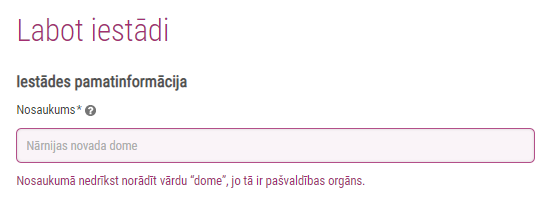 Labot iestādi
Iestādes pamatinformācija
Nosaukums*
Nārnijas novada dome
Nosaukumā nedrīkst norādīt vārdu “dome”, jo tā ir pašvaldības orgāns.